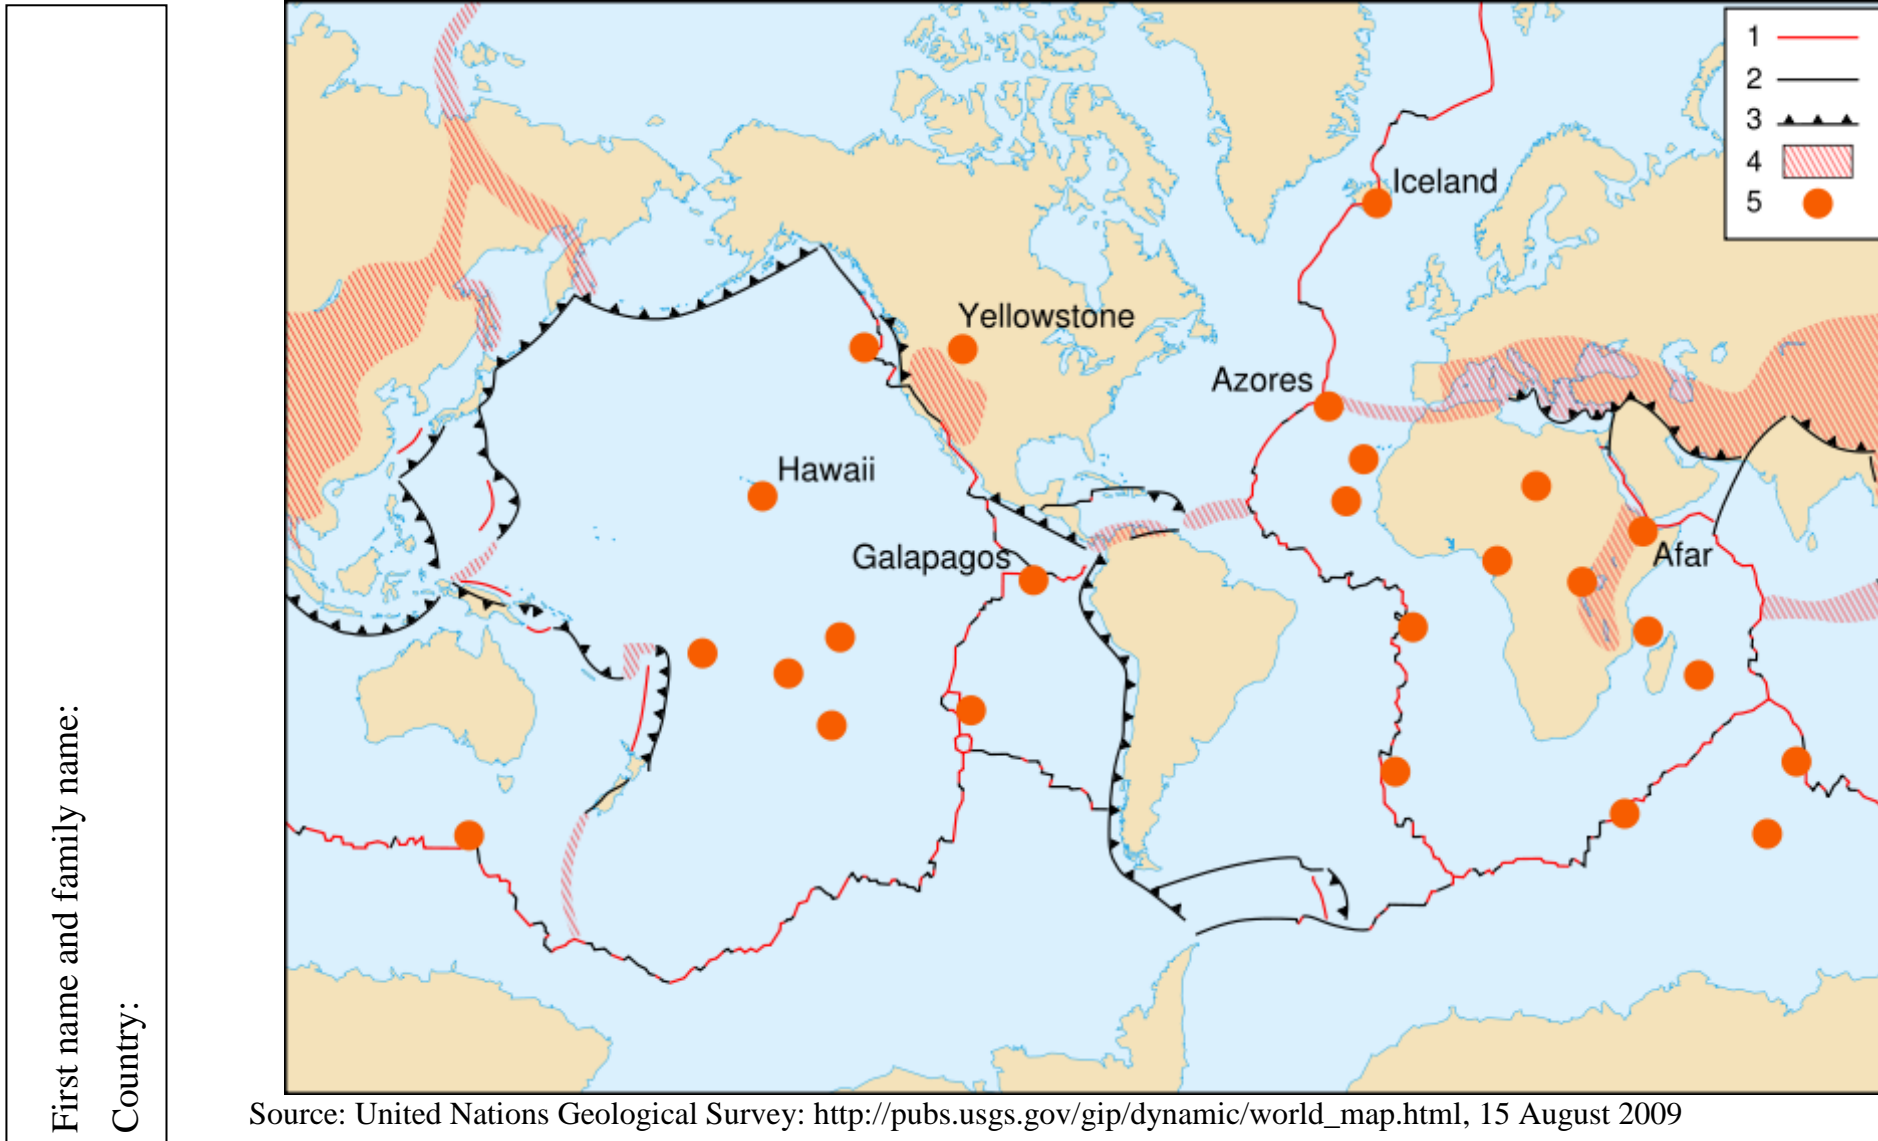 First name and family name:
Country:
1
2
3
4
5
Iceland
Yellowstone
Azores
Hawaii
Galapagos
Afar
Source: United Nations Geological Survey: http://pubs.usgs.gov/gip/dynamic/world_map.html, 15 August 2009